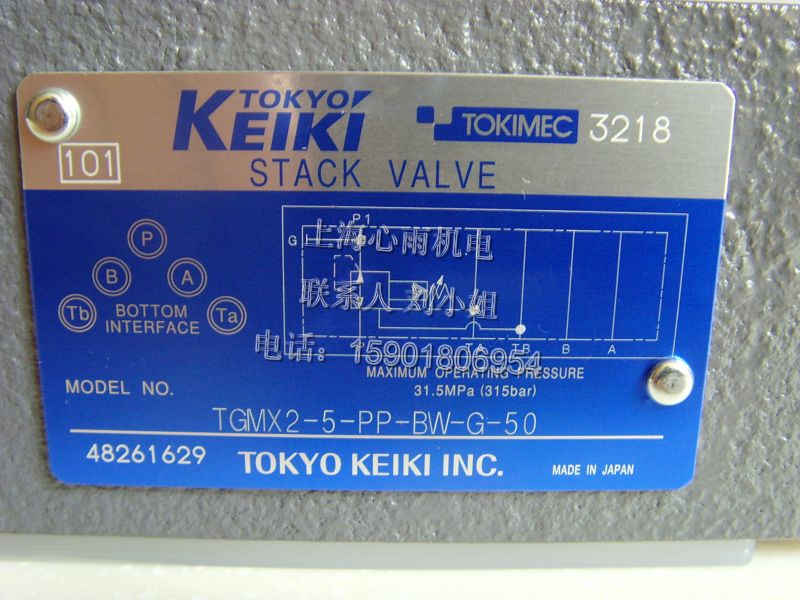 TOKYO
KEIKI
TOKIMEC
3218
101
STACK VALVE
P1
G
上海心雨机电
P
B A
Tb Ta
BOTTOM
INTERFACE
联系人 刘小姐
P TA TB B A
电话：15901806954
MAXIMUM OPERATING PRESSURE
31.5MPa (315bar)
MODEL NO.
TGMX2-5-PP-BW-G-50
48261629
TOKYO KEIKI INC.
MADE IN JAPAN